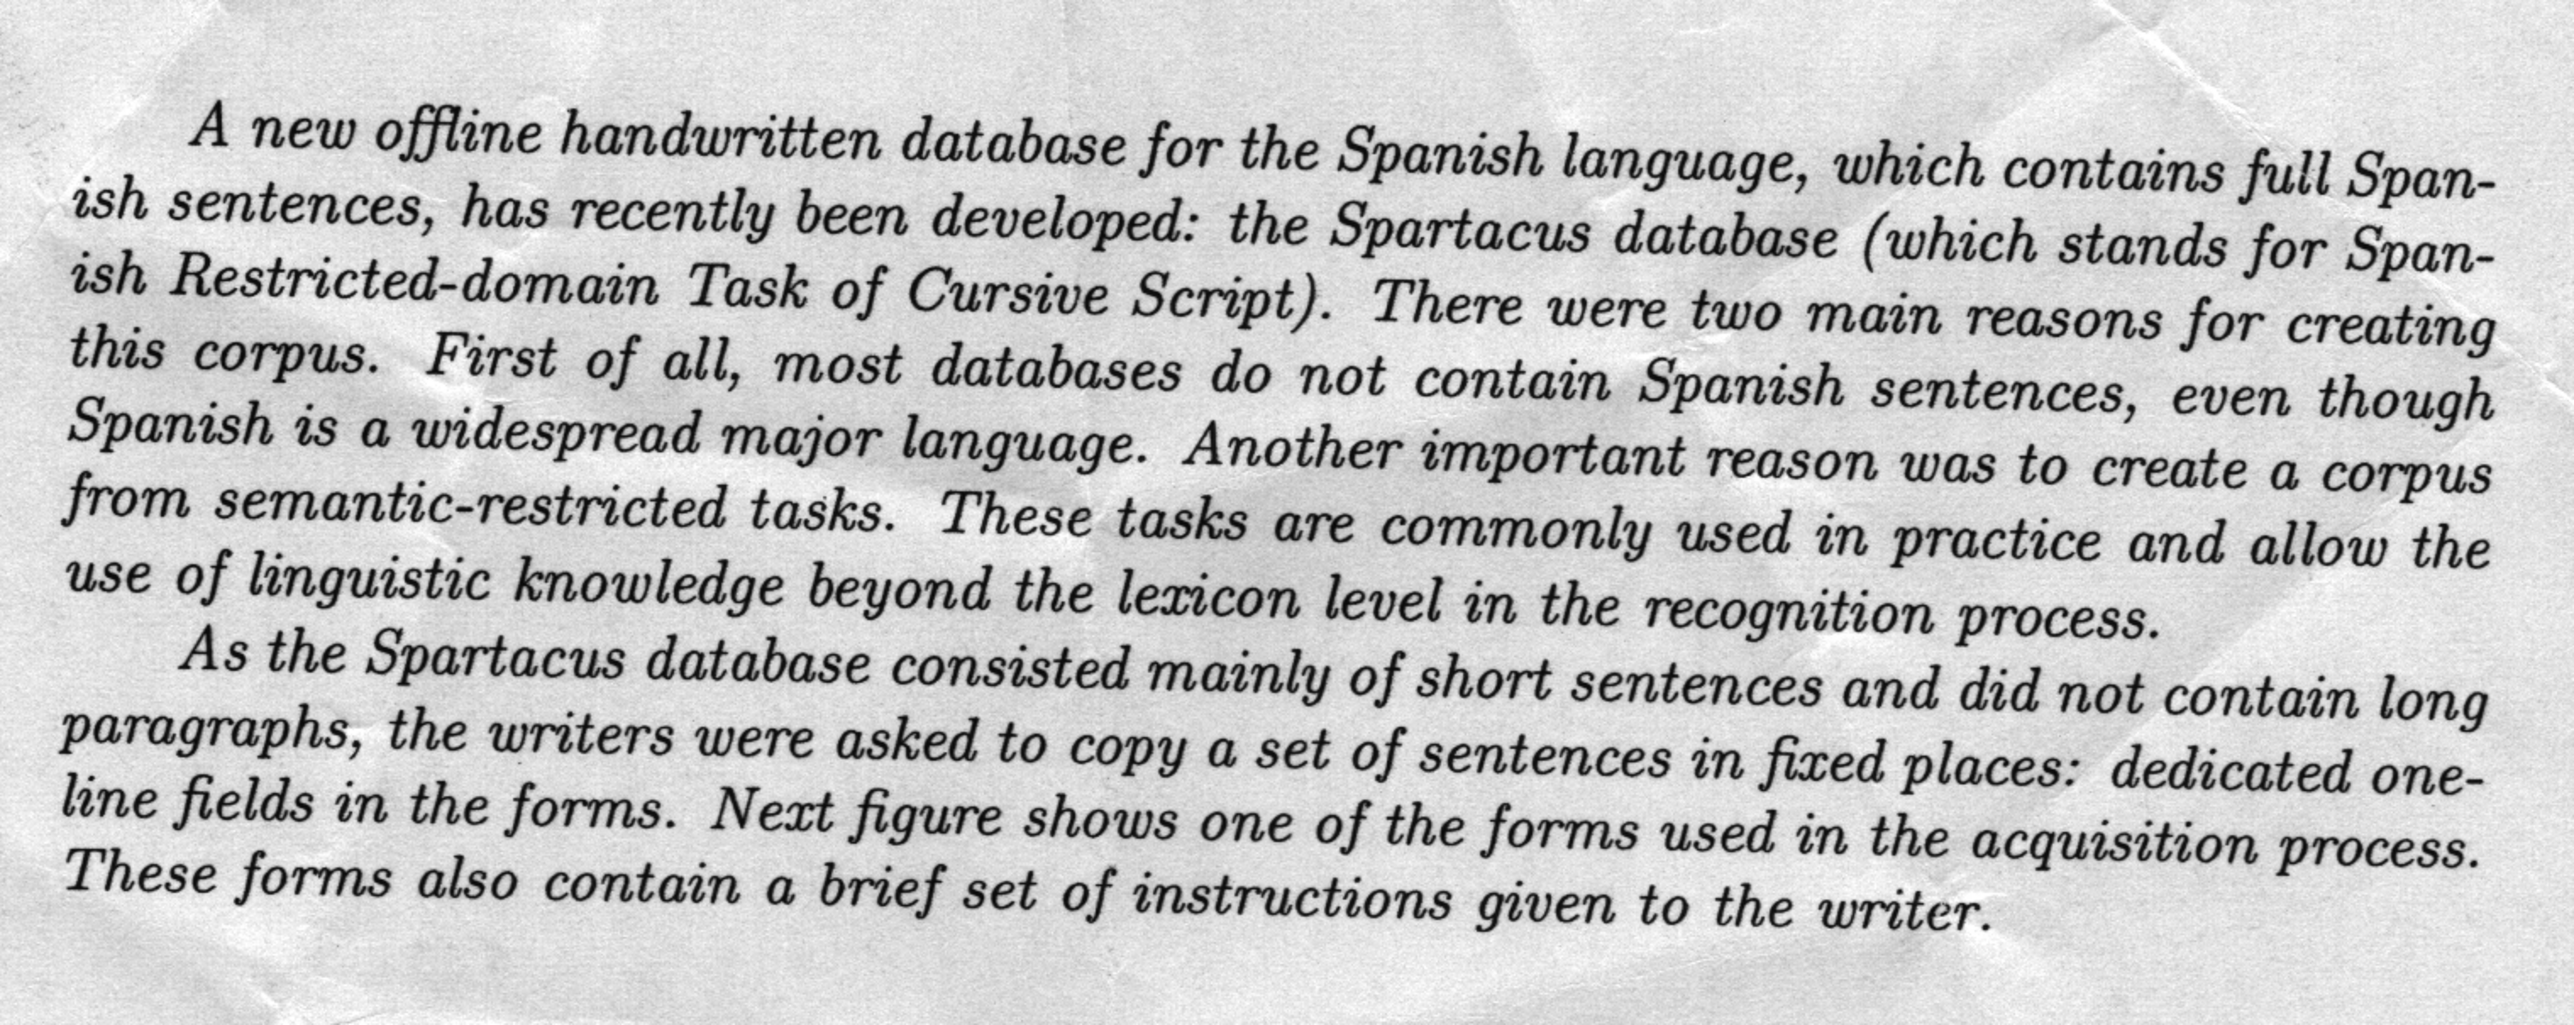 A new offline handwritten database for the Spanish language, which contains full Span-
ish sentences, has recently been developed: the Spartacus database (which stands for Span-
ish Restricted-domain Task of Cursive Script). There were two main reasons for creating
this corpus. First of all, most databases do not contain Spanish sentences, even though
Spanish is a widespread major language. Another important reason was to create a corpus
from semantic-restricted tasks. These tasks are commonly used in practice and allow the
use of linguistic knowledge beyond the lexicon level in the recognition process.
As the Spartacus database consisted mainly of short sentences and did not contain long
paragraphs, the writers were asked to copy a set of sentences in fixed places: dedicated one-
line fields in the forms. Next figure shows one of the forms used in the acquisition process.
These forms also contain a brief set of instructions given to the writer.